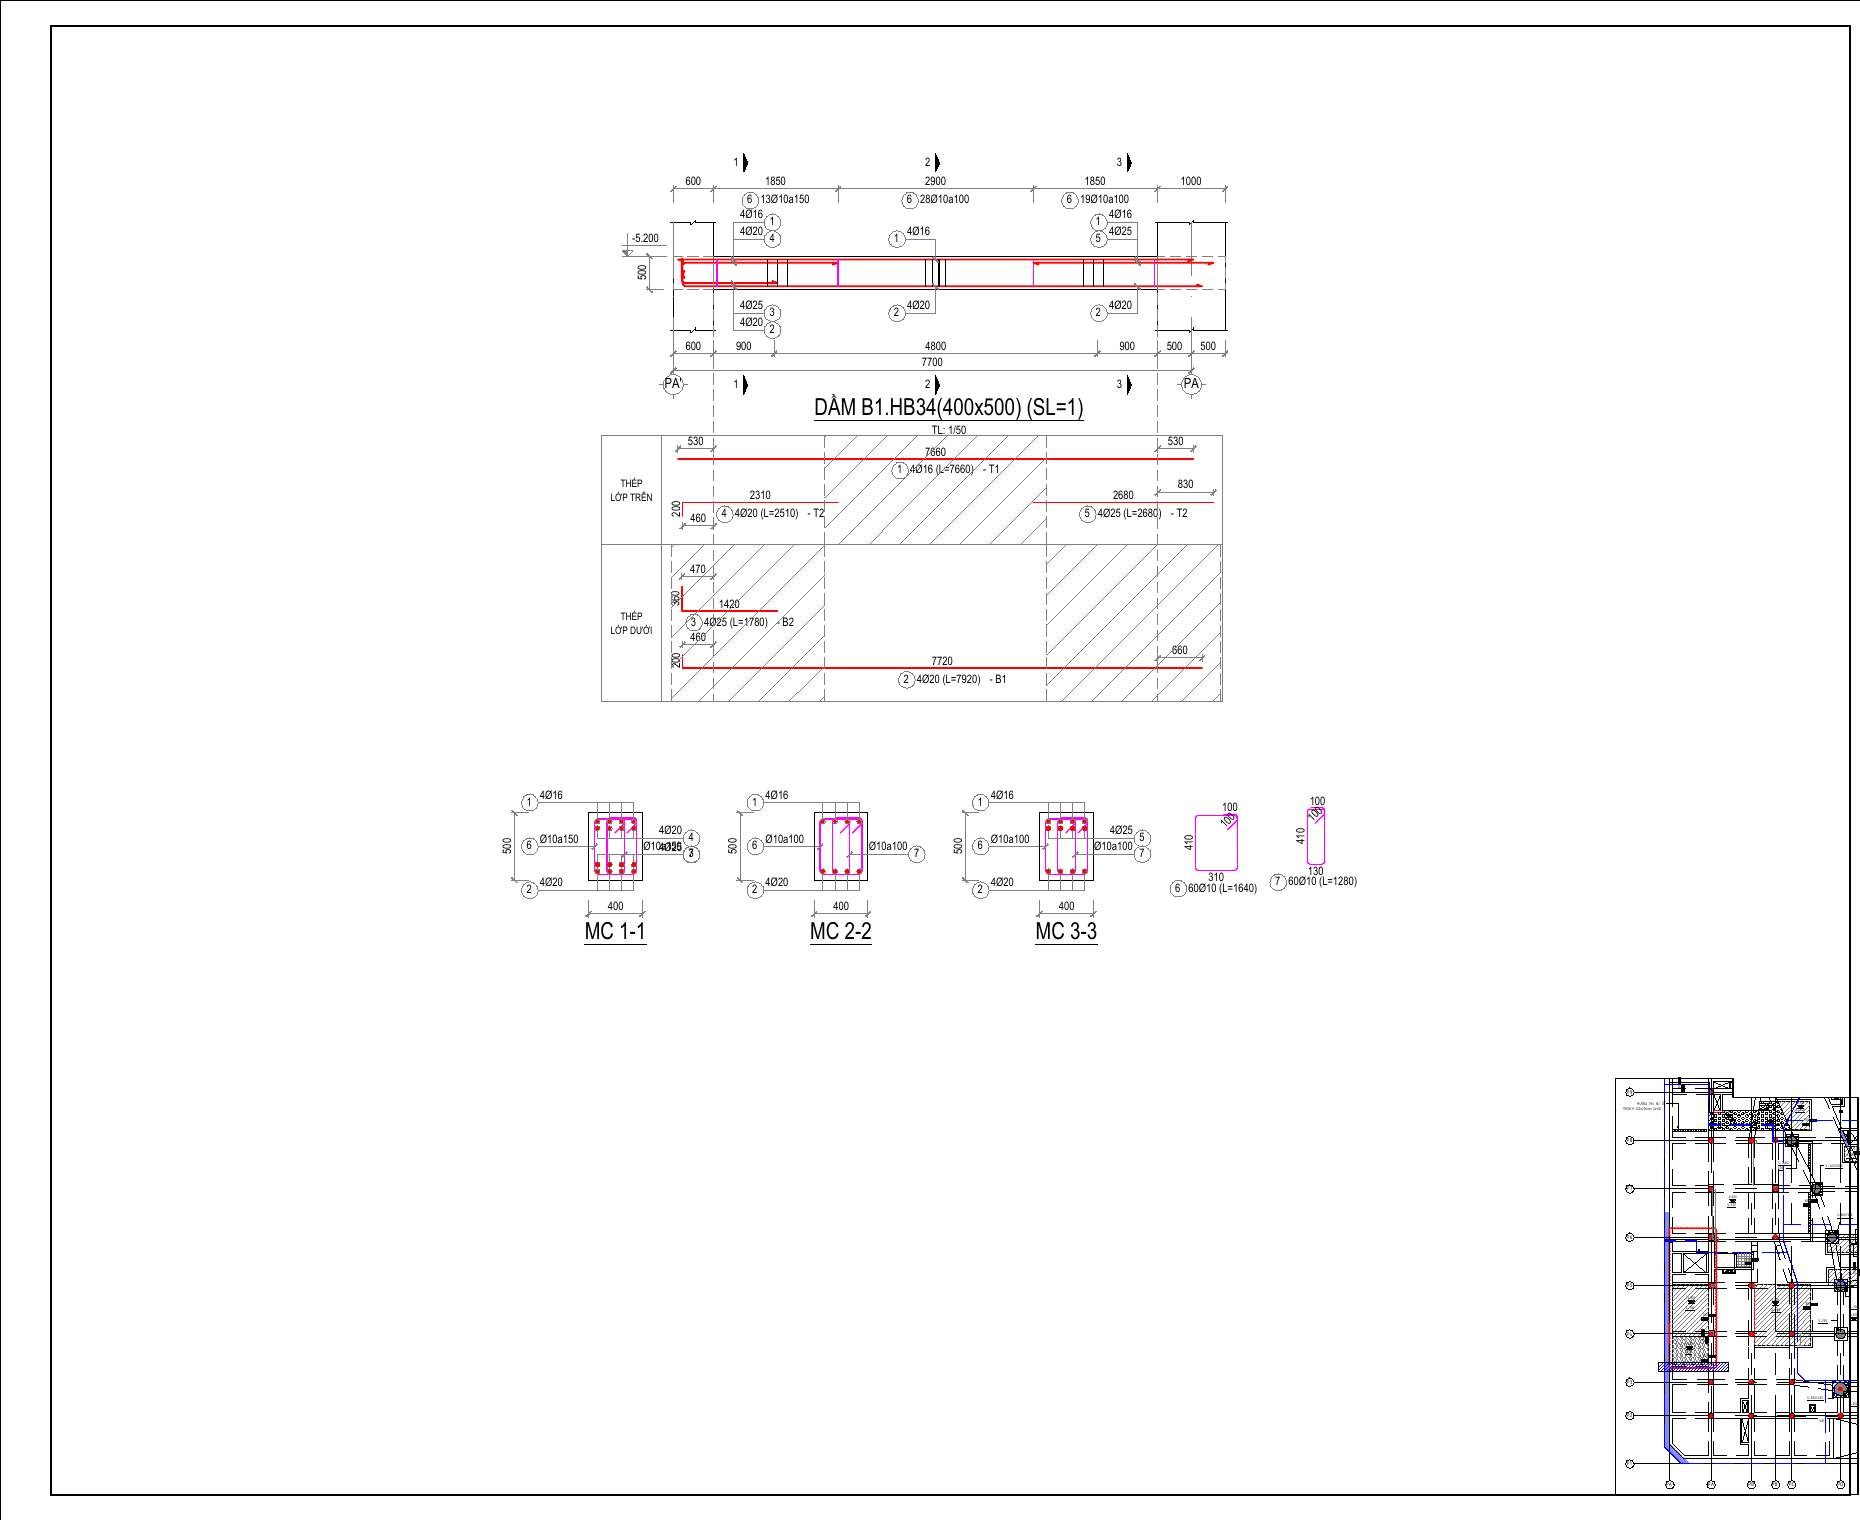 1 2 3
600 1850 2900 1850 1000
6 13Ø10a150 6 28Ø10a100 6 19Ø10a100
4Ø16 1 1 4Ø16
4Ø20 4 1 4Ø16 5 4Ø25
-5.200
500
4Ø25 3 2 4Ø20 2 4Ø20
4Ø20 2
600 900 4800 900 500 500
7700
PA' 1 2 3 PA
DẦM B1.HB34(400x500) (SL=1)
TL: 1/50
530 7660 530
1 4Ø16 (L=7660) - T1
THÉP
LỚP TRÊN
2310 2680 830
200
4 4Ø20 (L=2510) - T2 5 4Ø25 (L=2680) - T2
460
470
360
1420
THÉP
LỚP DƯỚI
3 4Ø25 (L=1780) - B2
460
200 7720 660
2 4Ø20 (L=7920) - B1
1 4Ø16
500
6 Ø10a150
4Ø20 4
2 4Ø20
400
MC 1-1
1 4Ø16
500
6 Ø10a100
Ø10a100 7
2 4Ø20
400
MC 2-2
1 4Ø16
500
6 Ø10a100
4Ø25 5
Ø10a100 7
2 4Ø20
400
MC 3-3
100
100
410
310
6 60Ø10 (L=1640)
100
100
410
130
7 60Ø10 (L=1280)